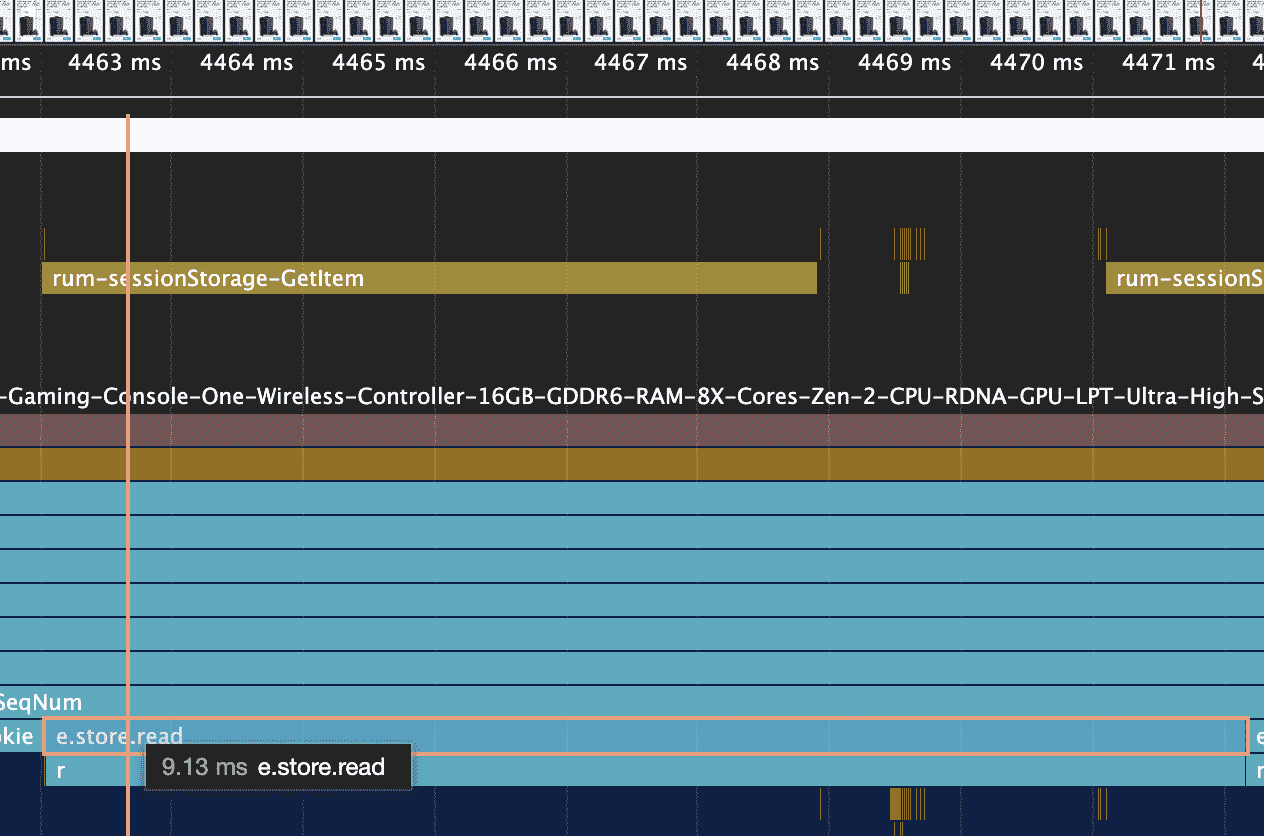 ms 4463 ms 4464 ms 4465 ms 4466 ms 4467 ms 4468 ms 4469 ms 4470 ms 4471 ms 4
rum-sessionStorage-GetItem rum-sessionS
-Gaming-Console-One-Wireless-Controller-16GB-GDDR6-RAM-8X-Cores-Zen-2-CPU-RDNA-GPU-LPT-Ultra-High-S
SeqNum
kie e.store.read e
r 9.13 ms e.store.read r